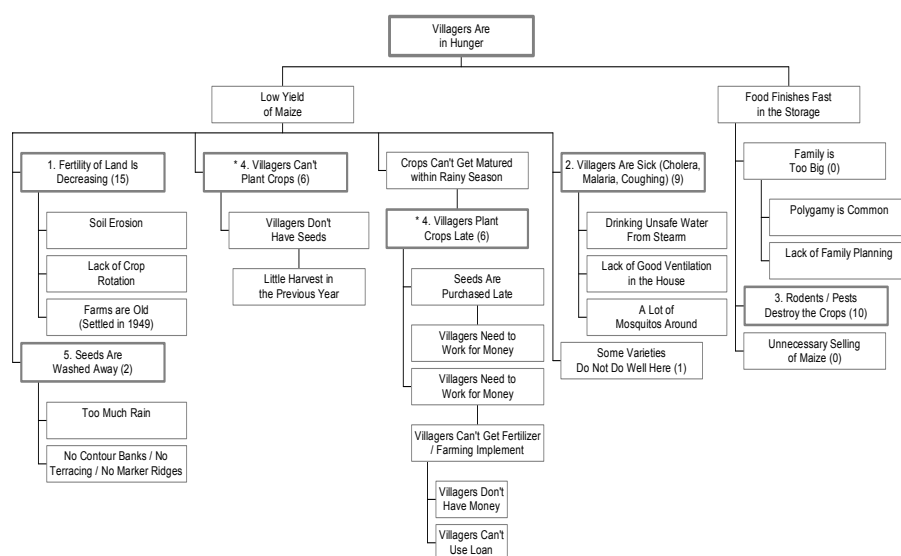 Villagers Are
in Hunger
Low Yield
of Maize
Food Finishes Fast
in the Storage
1. Fertility of Land Is
Decreasing (15)
Soil Erosion
Lack of Crop
Rotation
Farms are Old
(Settled in 1949)
5. Seeds Are
Washed Away (2)
Too Much Rain
No Contour Banks / No
Terracing / No Marker Ridges
* 4. Villagers Can't
Plant Crops (6)
Villagers Don't
Have Seeds
Little Harvest in
the Previous Year
Crops Can't Get Matured
within Rainy Season
* 4. Villagers Plant
Crops Late (6)
Seeds Are
Purchased Late
Villagers Need to
Work for Money
Villagers Need to
Work for Money
Villagers Can't Get Fertilizer
/ Farming Implement
Villagers Don't
Have Money
Villagers Can't
Use Loan
2. Villagers Are Sick (Cholera,
Malaria, Coughing) (9)
Drinking Unsafe Water
From Stearm
Lack of Good Ventilation
in the House
A Lot of
Mosquitos Around
Some Varieties
Do Not Do Well Here (1)
Family is
Too Big (0)
Polygamy is Common
Lack of Family Planning
3. Rodents / Pests
Destroy the Crops (10)
Unnecessary Selling
of Maize (0)